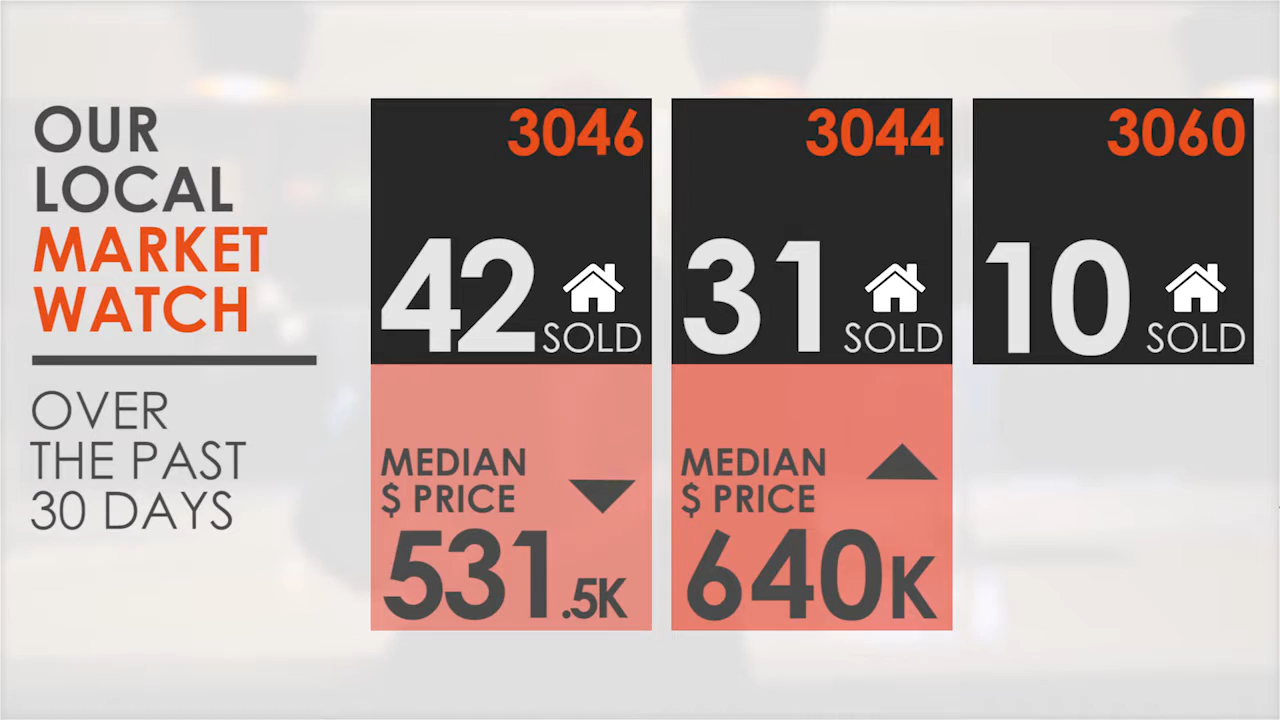 OUR
LOCAL
MARKET
WATCH
OVER
THE PAST
30 DAYS
3046
42 SOLD
MEDIAN
$ PRICE
531.5K
3044
31 SOLD
MEDIAN
$ PRICE
640K
3060
10 SOLD